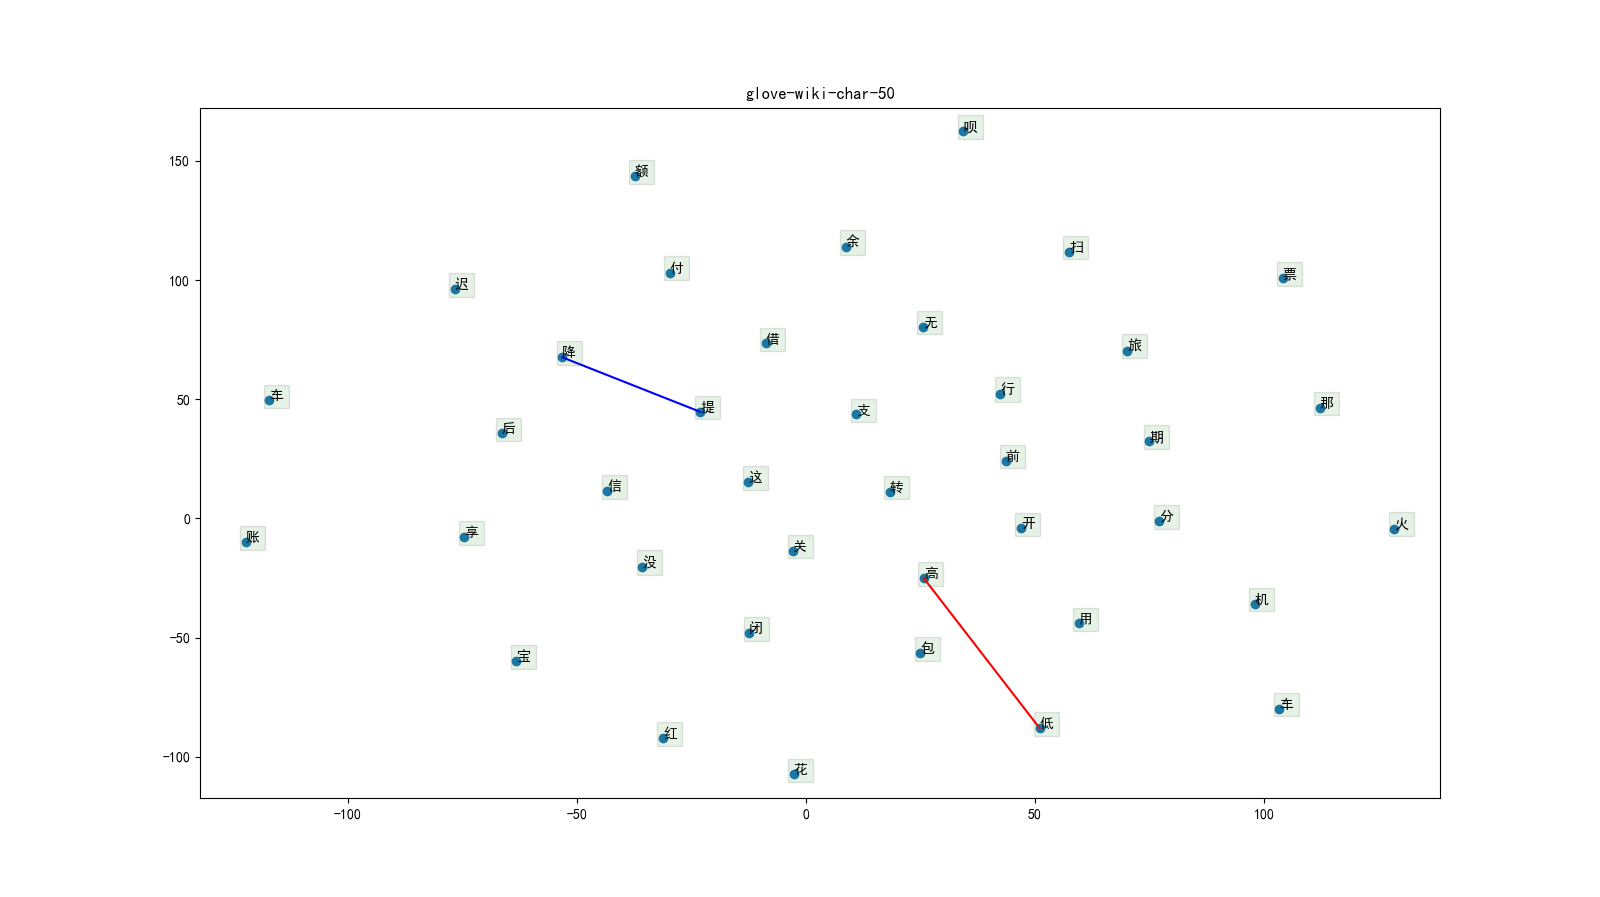 glove-wiki-char-50
呗
150
额
余
扫
付
票
100
迟
无
借
旅
降
行
车
50
那
提
支
后
期
前
这
信
转
分
0
火
开
享
账
关
没
高
机
用
闭
−50
包
宝
车
低
红
−100
花
−100
−50
0
50
100